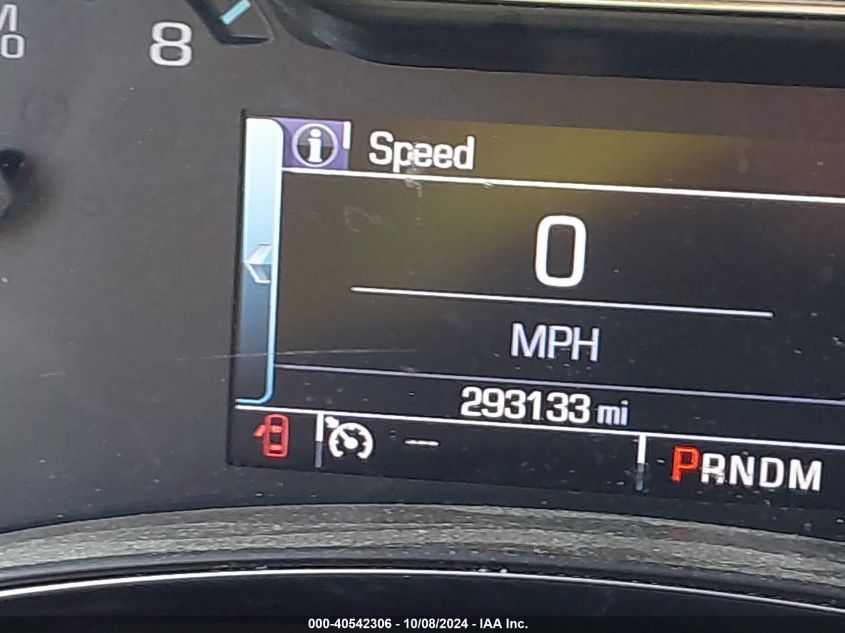 8
i Speed
0
MPH
293133 mi
--
PRNDM
000-40542306 - 10/08/2024 - IAA Inc.